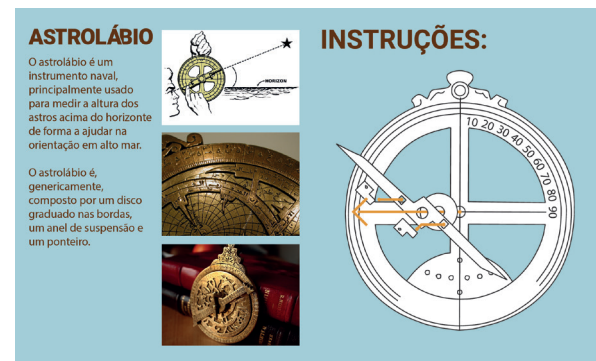 ASTROLÁBIO
O astrolábio é um
instrumento naval,
principalmente usado
para medir a altura dos
astros acima do horizonte
de forma a ajudar na
orientação em alto mar.
O astrolábio é,
genericamente,
composto por um disco
graduado nas bordas,
um anel de suspensão e
um ponteiro.
HORIZON
INSTRUÇÕES:
10 20 30 40 50 60 70 80 90